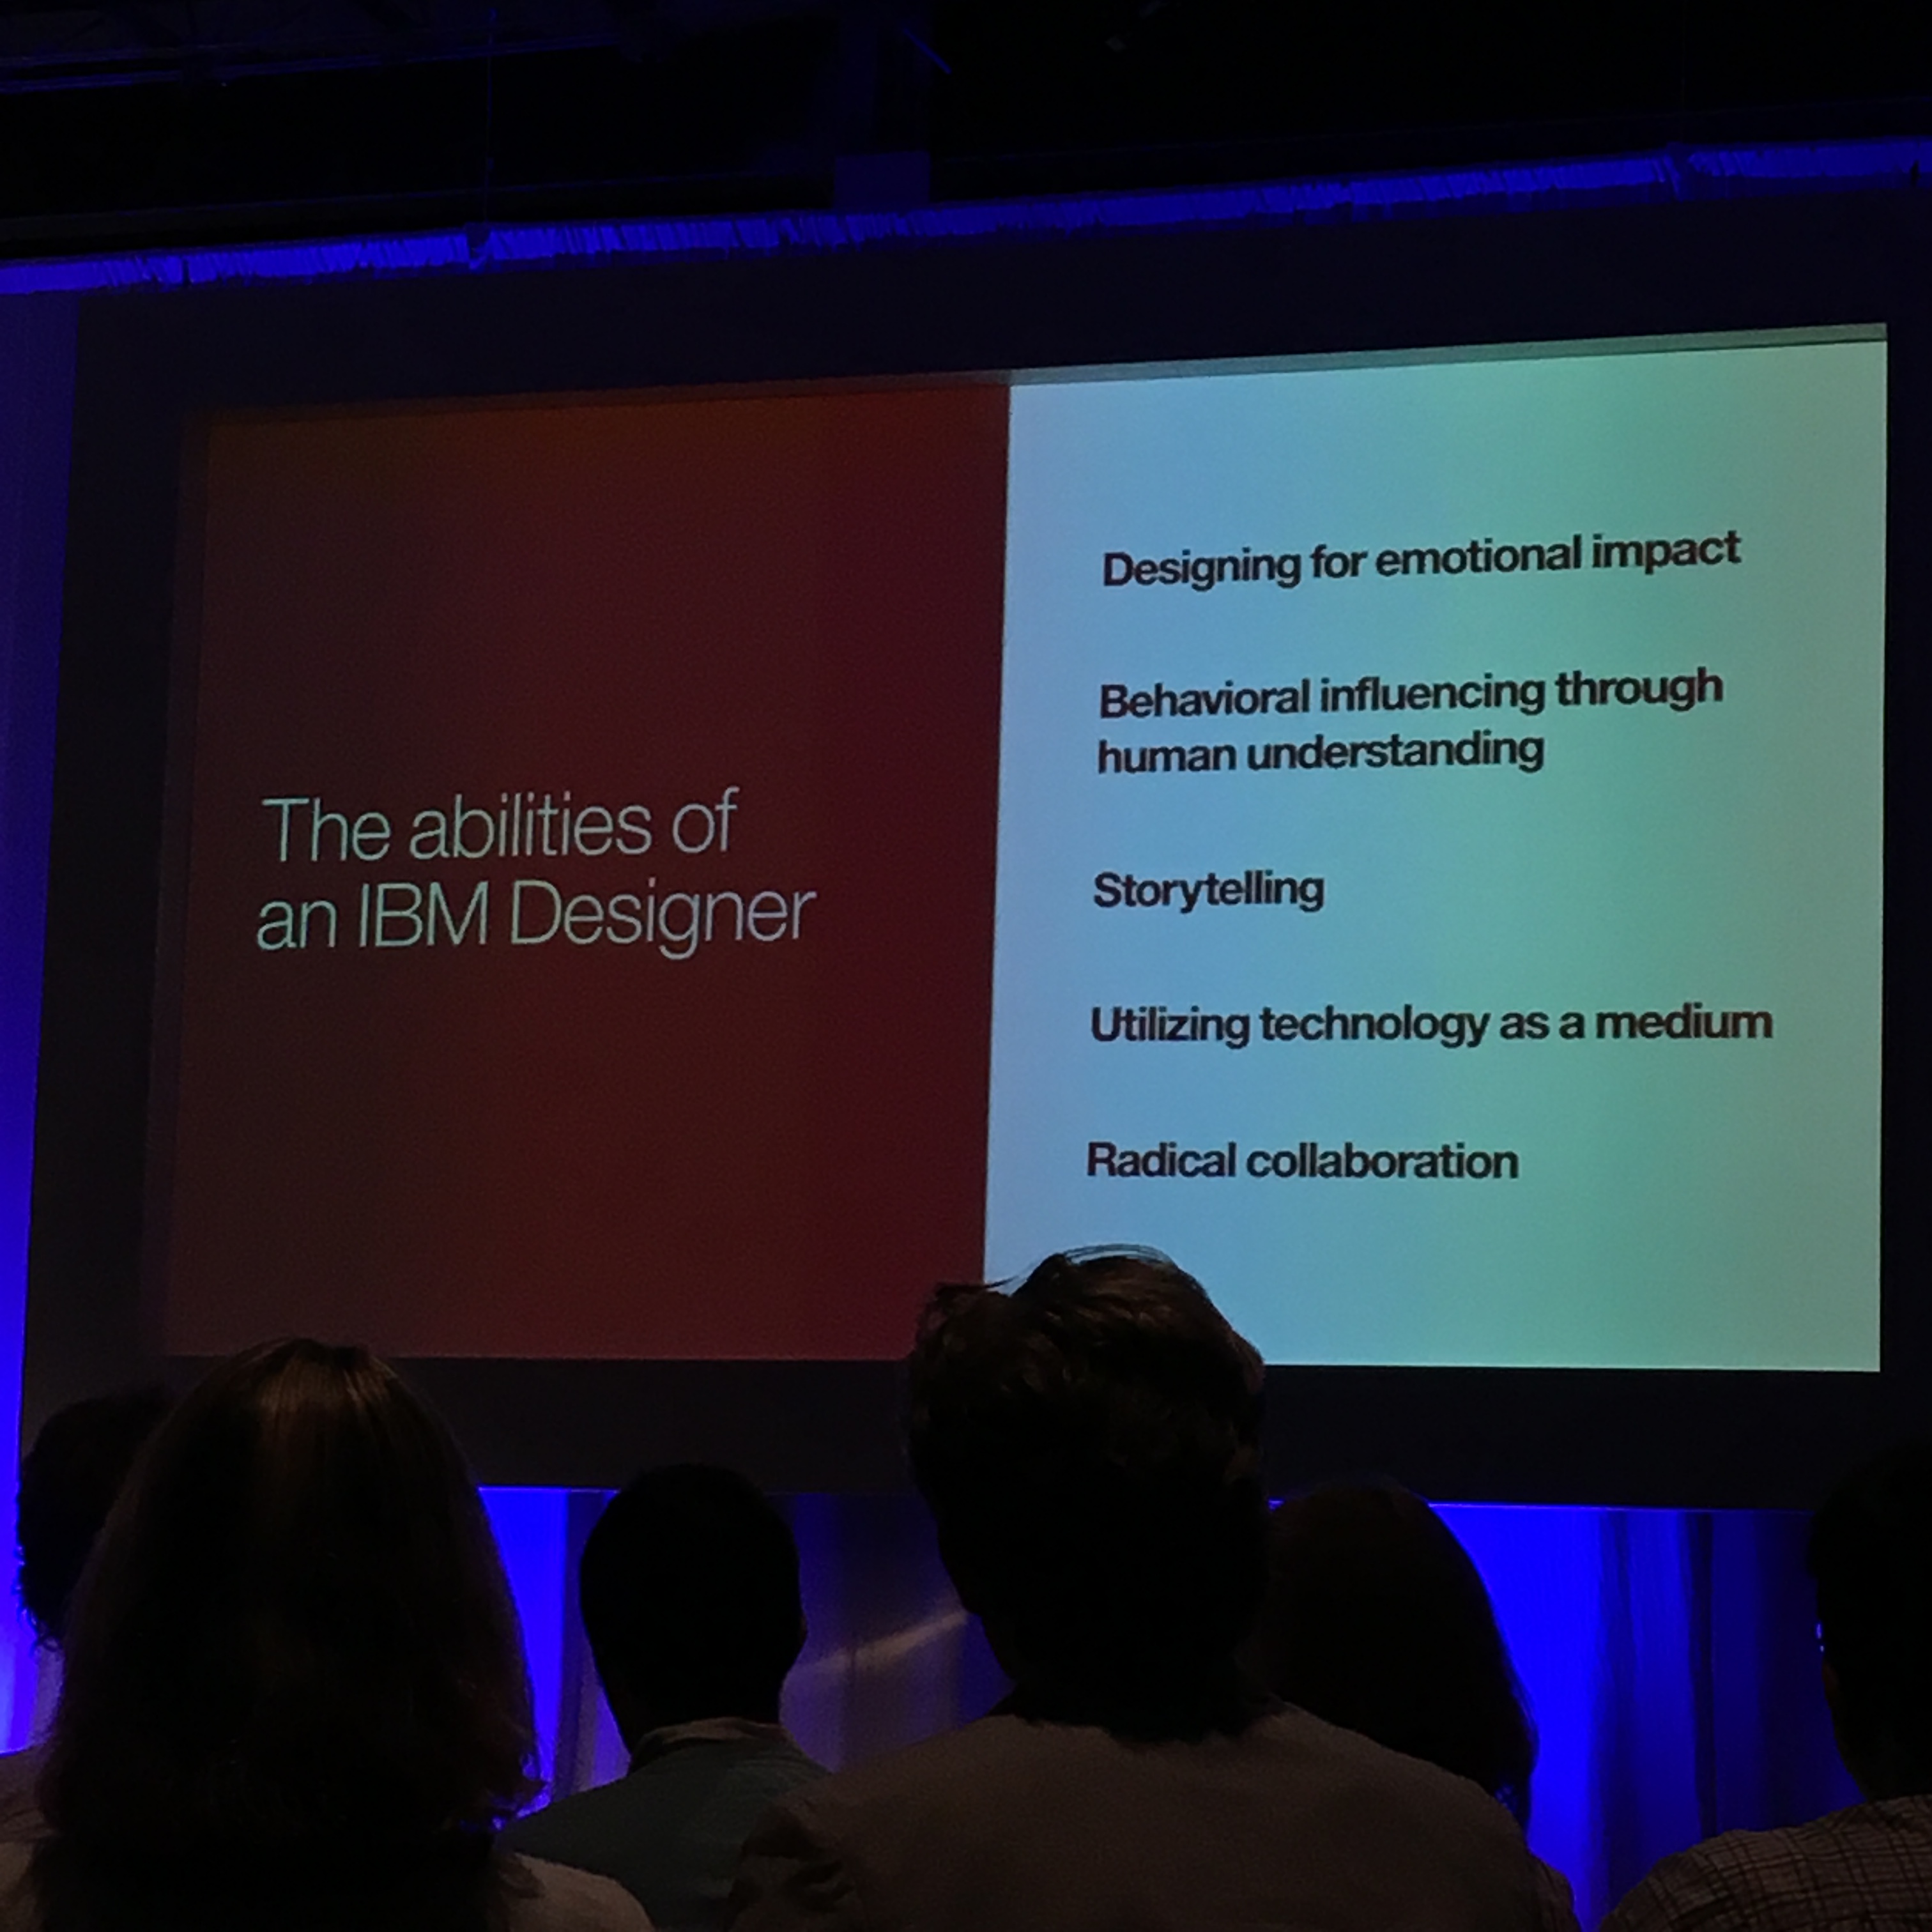 The abilities of
an IBM Designer
Designing for emotional impact
Behavioral influencing through
human understanding
Storytelling
Utilizing technology as a medium
Radical collaboration